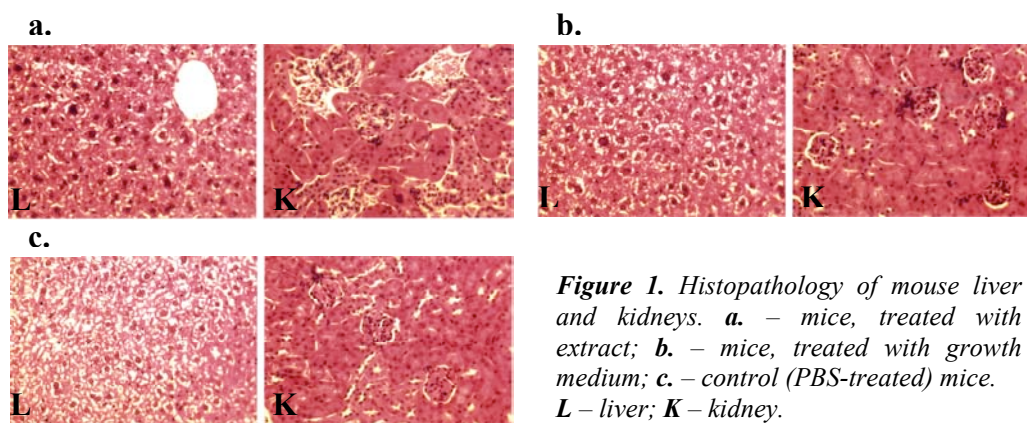 a.
b.
L
K
L
K
c.
L
K
Figure 1. Histopathology of mouse liver
and kidneys. a. – mice, treated with
extract; b. – mice, treated with growth
medium; c. – control (PBS-treated) mice.
L – liver; K – kidney.